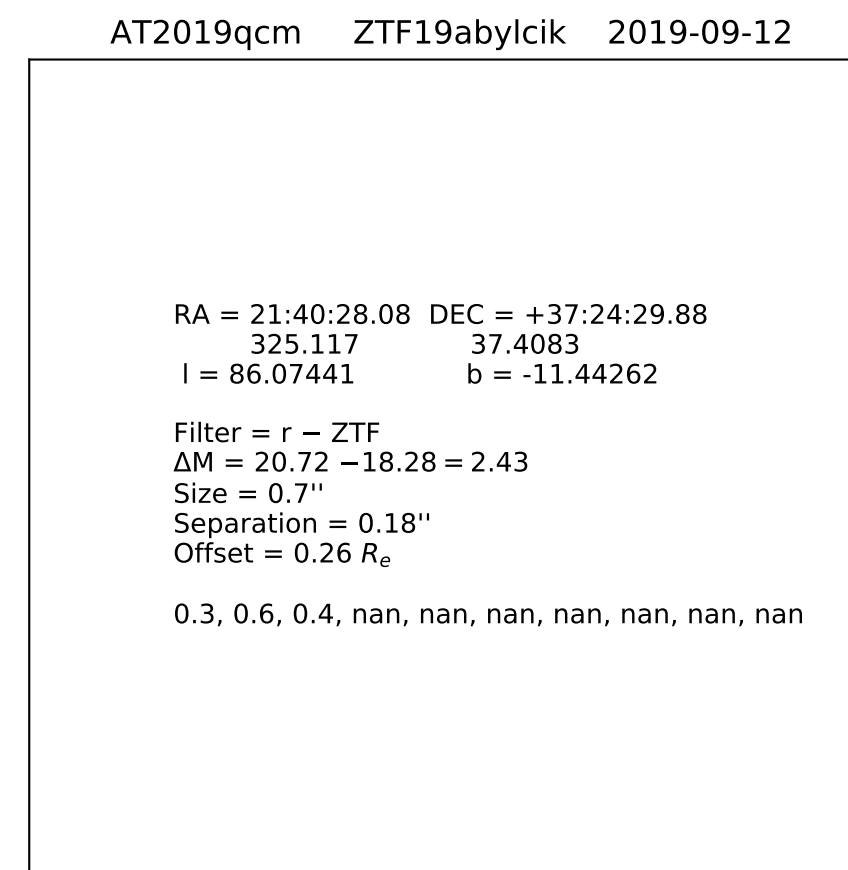 AT2019qcm ZTF19abylcik 2019-09-12
RA = 21:40:28.08 DEC = +37:24:29.88
325.117 37.4083
l = 86.07441 b = -11.44262
Filter = r − ZTF
ΔM = 20.72 −18.28 = 2.43
Size = 0.7''
Separation = 0.18''
Offset = 0.26 Re
0.3, 0.6, 0.4, nan, nan, nan, nan, nan, nan, nan